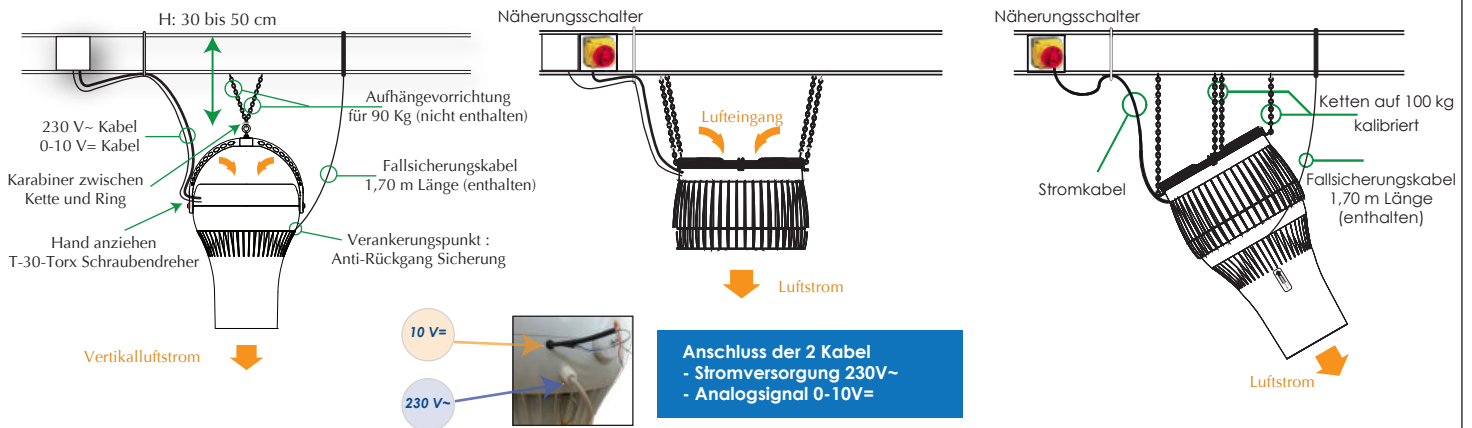 H: 30 bis 50 cm
Aufhängevorrichtung
für 90 Kg (nicht enthalten)
230 V~ Kabel
0-10 V= Kabel
Fallsicherungskabel
1,70 m Länge (enthalten)
Karabiner zwischen
Kette und Ring
Hand anziehen
T-30-Torx Schraubendreher
Verankerungspunkt :
Anti-Rückgang Sicherung
Vertikalluftstrom
Näherungsschalter
Lufteingang
Luftstrom
10 V=
230 V~
Anschluss der 2 Kabel
- Stromversorgung 230V~
- Analogsignal 0-10V=
Näherungsschalter
Ketten auf 100 kg
kalibriert
Stromkabel
Fallsicherungskabel
1,70 m Länge
(enthalten)
Luftstrom